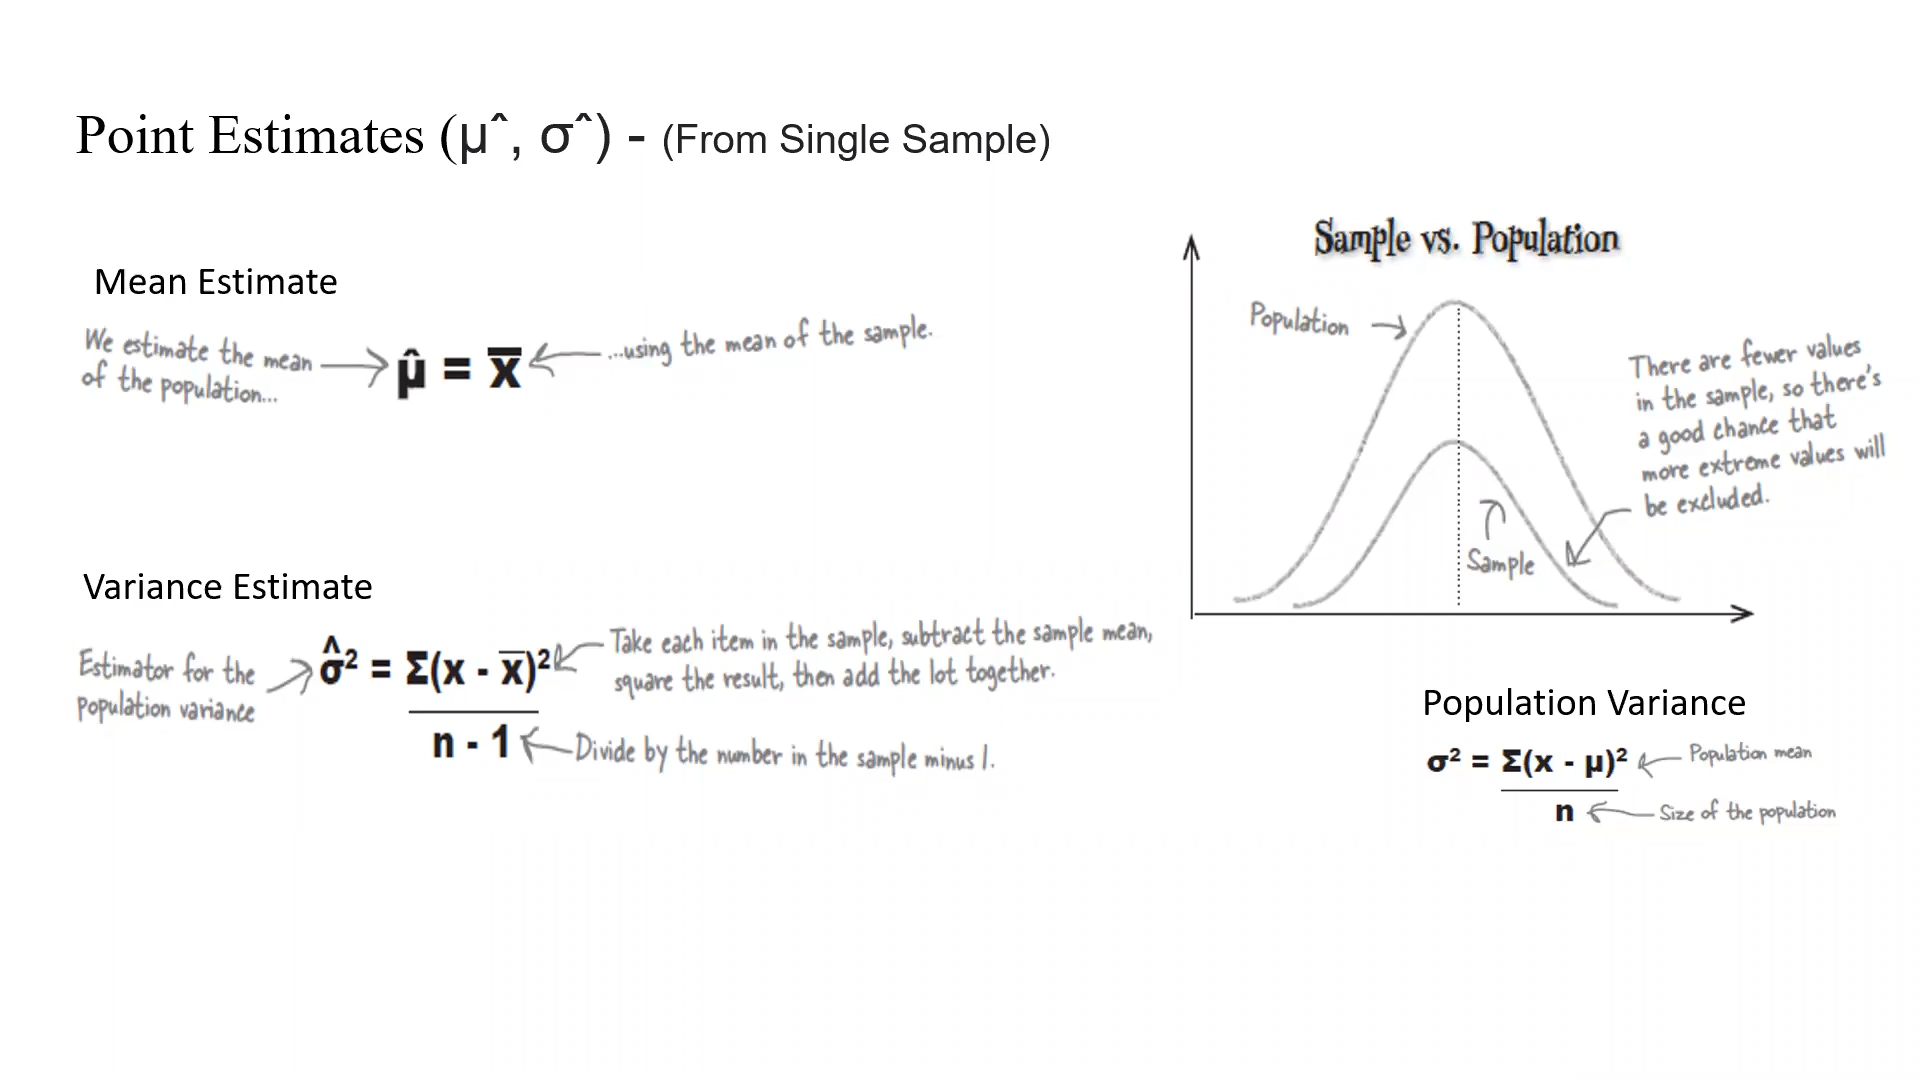 Point Estimates (μˆ, σˆ) - (From Single Sample)
Mean Estimate
We estimate the mean
of the population...
μ̂ = x̅
...using the mean of the sample.
Variance Estimate
Estimator for the
population variance
σ̂² = Σ(x - x̅)²
n - 1
Take each item in the sample, subtract the sample mean,
square the result, then add the lot together.
Divide by the number in the sample minus 1.
Sample vs. Population
Population
There are fewer values
in the sample, so there's
a good chance that
more extreme values will
be excluded.
Sample
Population Variance
σ² = Σ(x - μ)²
n
Population mean
Size of the population